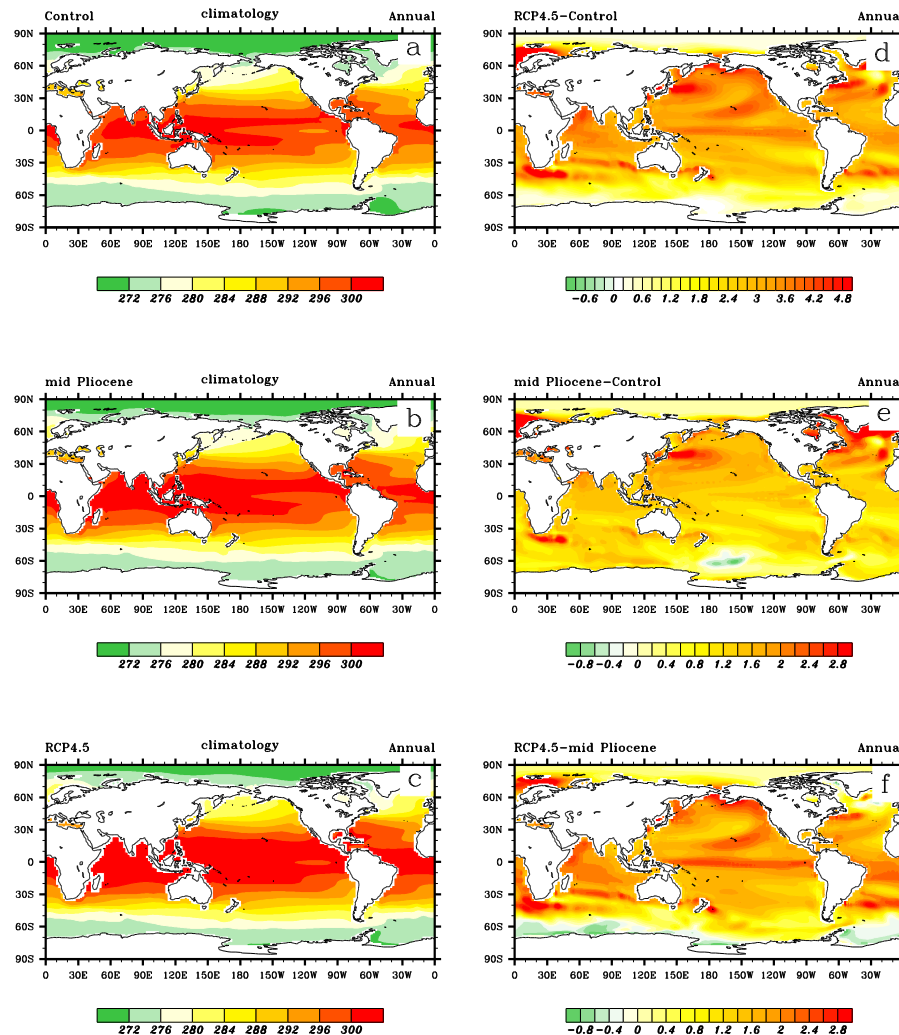 Control climatology Annual
a
90N
60N
30N
0
30S
60S
90S
0 30E 60E 90E 120E 150E 180 150W 120W 90W 60W 30W 0
272 276 280 284 288 292 296 300
RCP4.5-Control Annua
d
90N
60N
30N
0
30S
60S
90S
0 30E 60E 90E 120E 150E 180 150W 120W 90W 60W 30W
-0.6 0 0.6 1.2 1.8 2.4 3 3.6 4.2 4.8
mid Pliocene climatology Annual
b
90N
60N
30N
0
30S
60S
90S
0 30E 60E 90E 120E 150E 180 150W 120W 90W 60W 30W 0
272 276 280 284 288 292 296 300
mid Pliocene-Control Annua
e
90N
60N
30N
0
30S
60S
90S
0 30E 60E 90E 120E 150E 180 150W 120W 90W 60W 30W
-0.8 -0.4 0 0.4 0.8 1.2 1.6 2 2.4 2.8
RCP4.5 climatology Annual
c
90N
60N
30N
0
30S
60S
90S
0 30E 60E 90E 120E 150E 180 150W 120W 90W 60W 30W 0
272 276 280 284 288 292 296 300
RCP4.5-mid Pliocene Annua
f
90N
60N
30N
0
30S
60S
90S
0 30E 60E 90E 120E 150E 180 150W 120W 90W 60W 30W
-0.8 -0.4 0 0.4 0.8 1.2 1.6 2 2.4 2.8